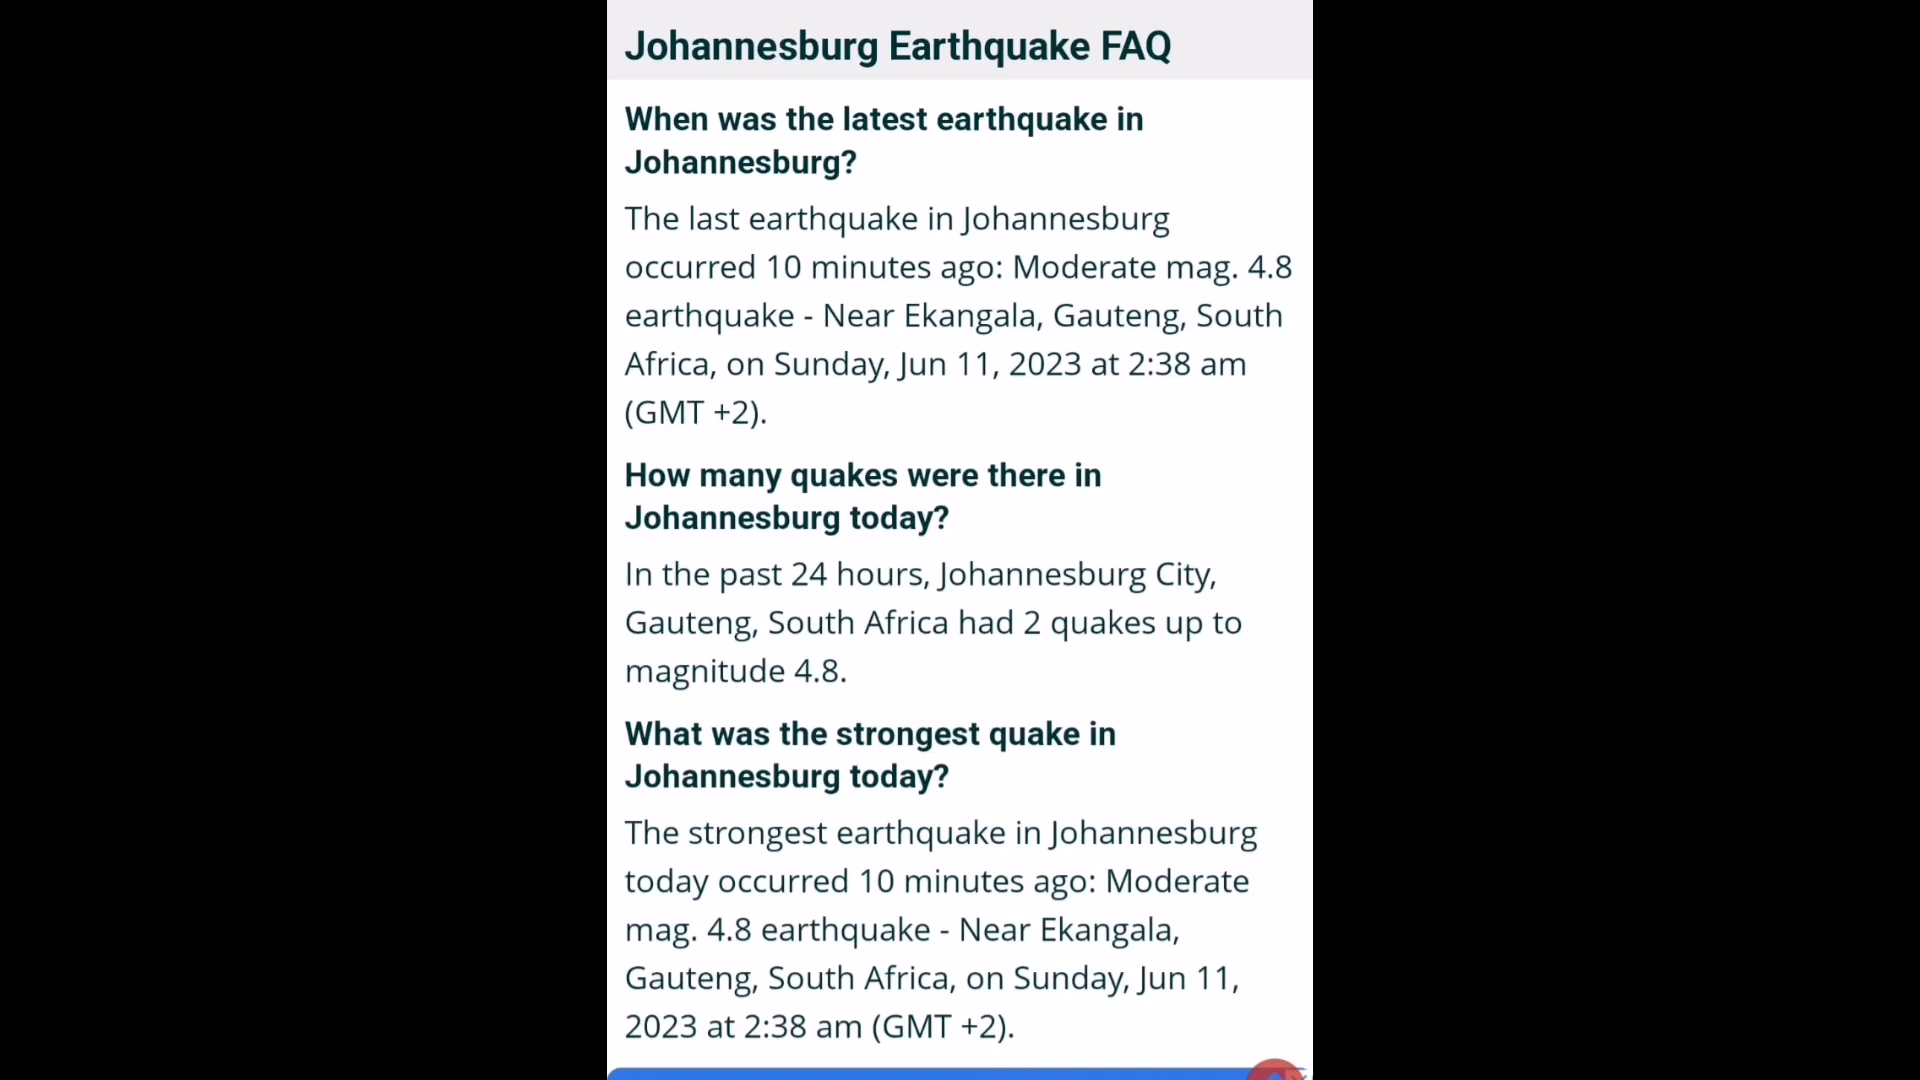 Johannesburg Earthquake FAQ
When was the latest earthquake in
Johannesburg?
The last earthquake in Johannesburg
occurred 10 minutes ago: Moderate mag. 4.8
earthquake - Near Ekangala, Gauteng, South
Africa, on Sunday, Jun 11, 2023 at 2:38 am
(GMT +2).
How many quakes were there in
Johannesburg today?
In the past 24 hours, Johannesburg City,
Gauteng, South Africa had 2 quakes up to
magnitude 4.8.
What was the strongest quake in
Johannesburg today?
The strongest earthquake in Johannesburg
today occurred 10 minutes ago: Moderate
mag. 4.8 earthquake - Near Ekangala,
Gauteng, South Africa, on Sunday, Jun 11,
2023 at 2:38 am (GMT +2).